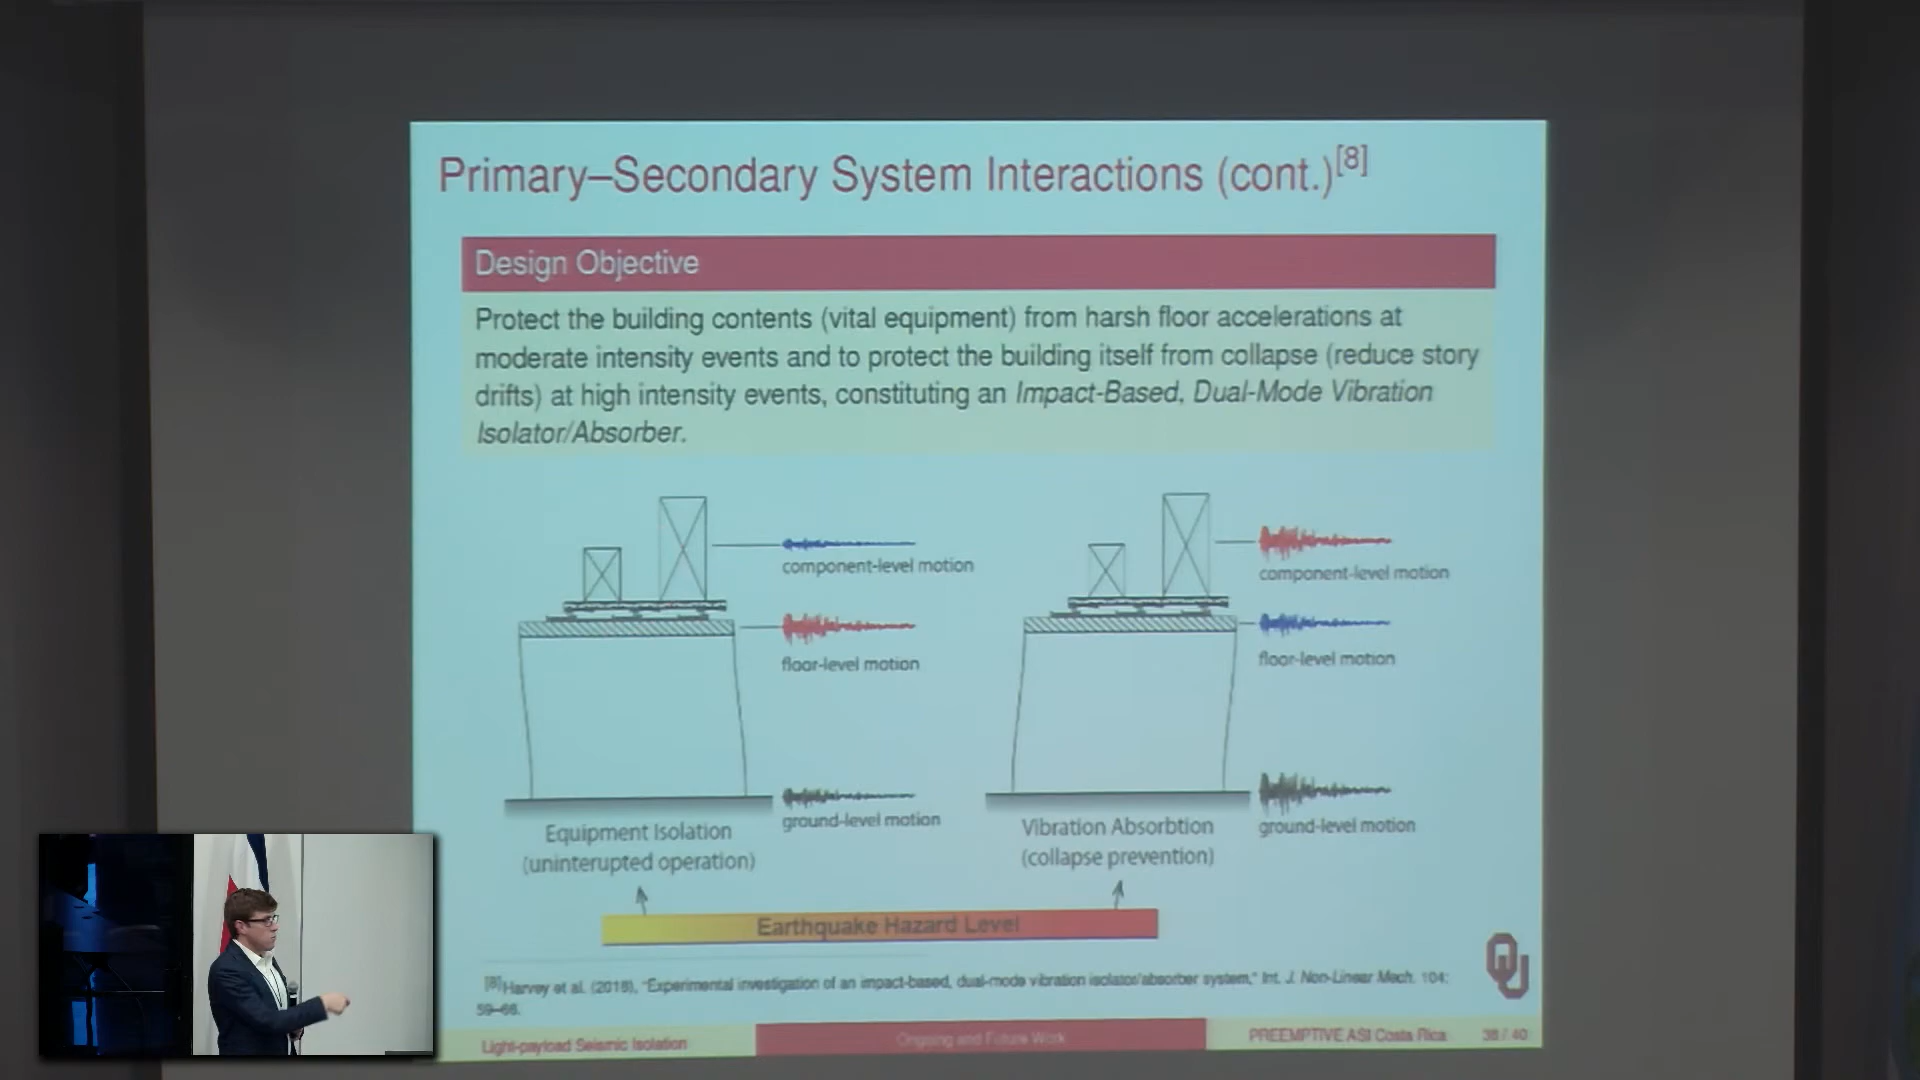 Primary–Secondary System Interactions (cont.)[8]
Design Objective
Protect the building contents (vital equipment) from harsh floor accelerations at
moderate intensity events and to protect the building itself from collapse (reduce story
drifts) at high intensity events, constituting an Impact-Based, Dual-Mode Vibration
Isolator/Absorber.
component-level motion
floor-level motion
ground-level motion
Equipment Isolation
(uninterupted operation)
component-level motion
floor-level motion
ground-level motion
Vibration Absorbtion
(collapse prevention)
Earthquake Hazard Level
[8]Harvey et al. (2018), "Experimental investigation of an impact-based, dual-mode vibration isolator/absorber system," Int. J. Non-Linear Mech. 104:
59–66.
OU
Light-payload Seismic Isolation
Ongoing and Future Work
PREEMPTIVE ASI Costa Rica
38 / 40